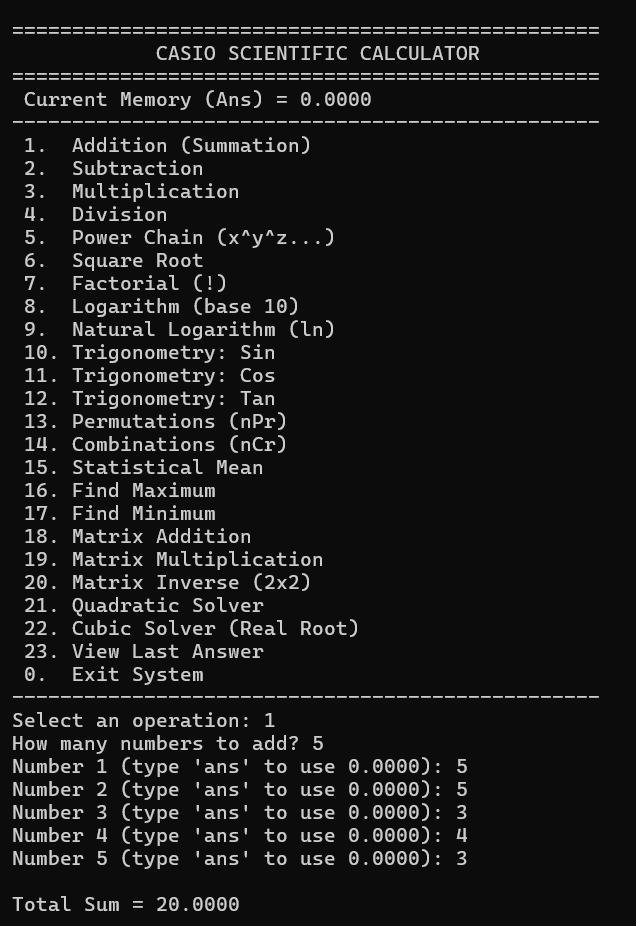 =================================================
CASIO SCIENTIFIC CALCULATOR
=================================================
Current Memory (Ans) = 0.0000
-------------------------------------------------
1.  Addition (Summation)
2.  Subtraction
3.  Multiplication
4.  Division
5.  Power Chain (x^y^z...)
6.  Square Root
7.  Factorial (!)
8.  Logarithm (base 10)
9.  Natural Logarithm (ln)
10. Trigonometry: Sin
11. Trigonometry: Cos
12. Trigonometry: Tan
13. Permutations (nPr)
14. Combinations (nCr)
15. Statistical Mean
16. Find Maximum
17. Find Minimum
18. Matrix Addition
19. Matrix Multiplication
20. Matrix Inverse (2x2)
21. Quadratic Solver
22. Cubic Solver (Real Root)
23. View Last Answer
0.  Exit System
-------------------------------------------------
Select an operation: 1
How many numbers to add? 5
Number 1 (type 'ans' to use 0.0000): 5
Number 2 (type 'ans' to use 0.0000): 5
Number 3 (type 'ans' to use 0.0000): 3
Number 4 (type 'ans' to use 0.0000): 4
Number 5 (type 'ans' to use 0.0000): 3
Total Sum = 20.0000